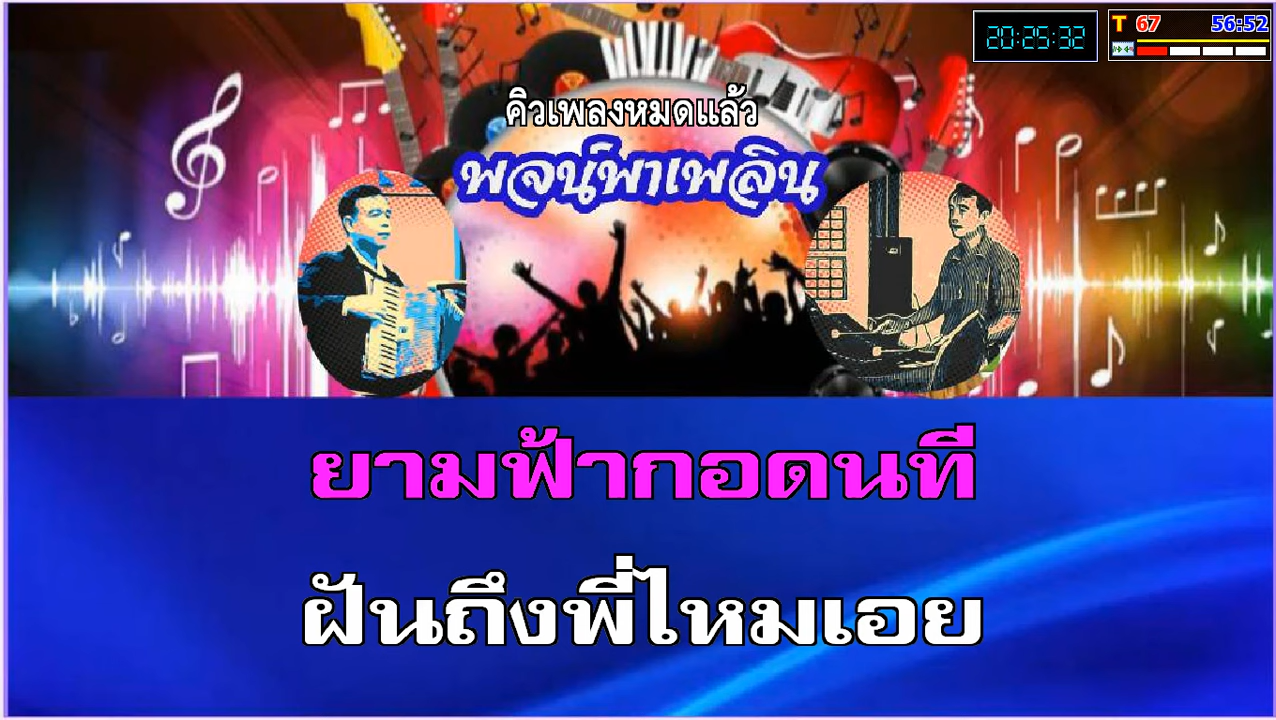 20:25:32
T 67 56:52
คิวเพลงหมดแล้ว
พจน์พาเพลิน
ยามฟ้ากอดนที
ฝันถึงพี่ไหมเอย